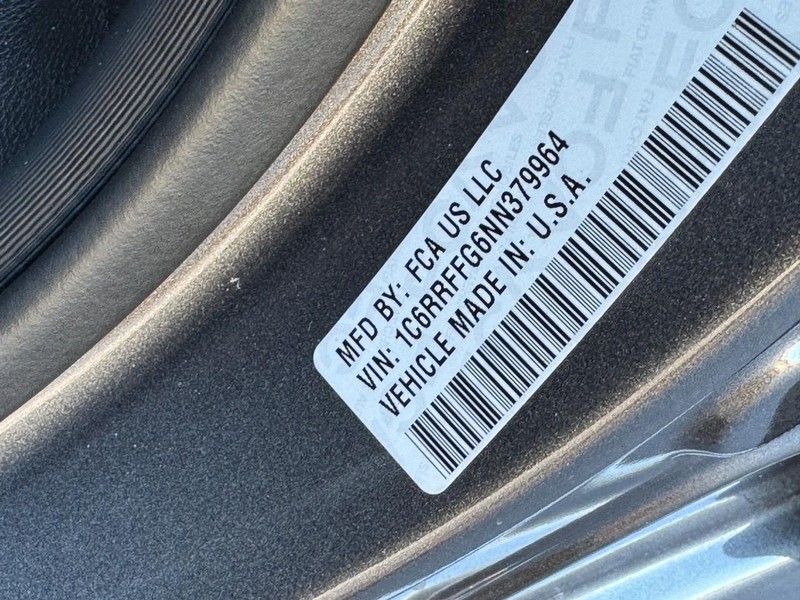 MFD BY: FCA US LLC
VIN: 1C6RRFFG6NN379964
VEHICLE MADE IN: U.S.A.